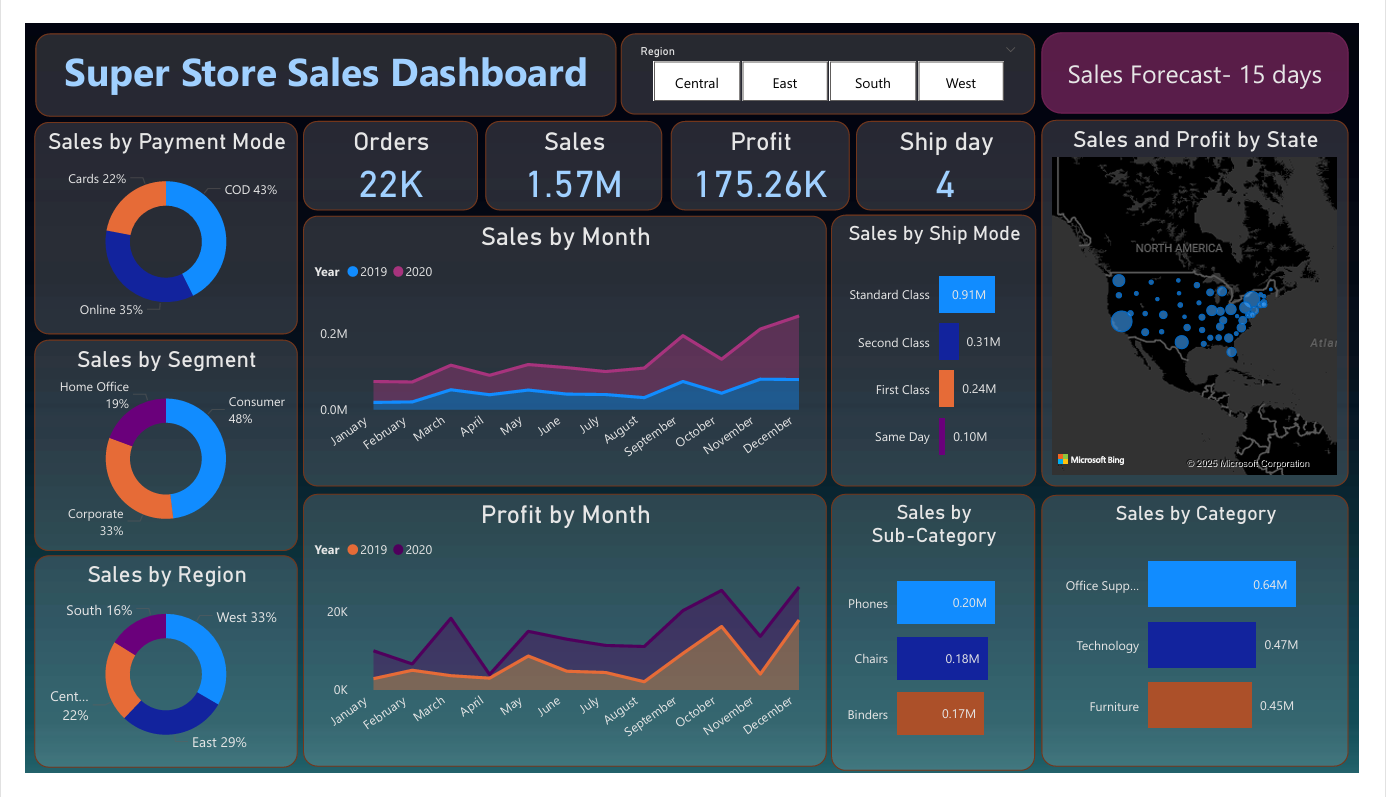 Super Store Sales Dashboard
Region
Central
East
South
West
Sales Forecast- 15 days
Sales by Payment Mode
Cards 22%
COD 43%
Online 35%
Orders
22K
Sales
1.57M
Profit
175.26K
Ship day
4
Sales and Profit by State
NORTH AMERICA
Atlan
Microsoft Bing
© 2025 Microsoft Corporation
Sales by Month
Year 2019 2020
0.2M
0.0M
January
February
March
April
May
June
July
August
September
October
November
December
Sales by Ship Mode
Standard Class
0.91M
Second Class
0.31M
First Class
0.24M
Same Day
0.10M
Sales by Segment
Home Office
19%
Consumer
48%
Corporate
33%
Sales by Region
South 16%
West 33%
Cent...
22%
East 29%
Profit by Month
Year 2019 2020
20K
0K
January
February
March
April
May
June
July
August
September
October
November
December
Sales by
Sub-Category
Phones
0.20M
Chairs
0.18M
Binders
0.17M
Sales by Category
Office Supp...
0.64M
Technology
0.47M
Furniture
0.45M